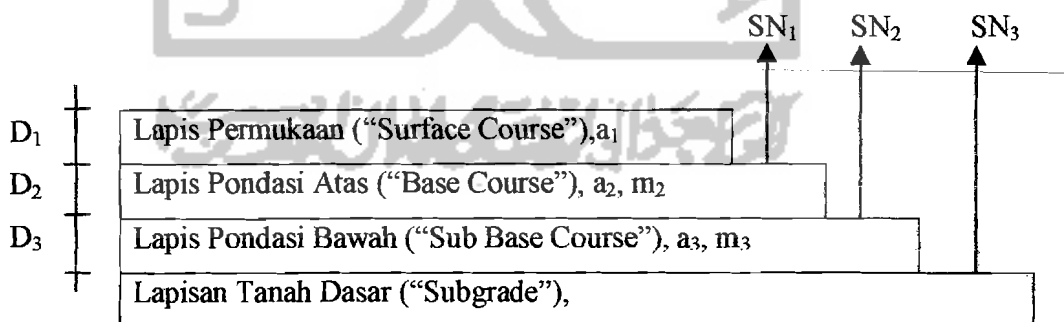 SN₁ SN₂ SN₃
D₁ Lapis Permukaan (“Surface Course”),a₁
D₂ Lapis Pondasi Atas (“Base Course”), a₂, m₂
D₃ Lapis Pondasi Bawah (“Sub Base Course”), a₃, m₃
Lapisan Tanah Dasar (“Subgrade”),